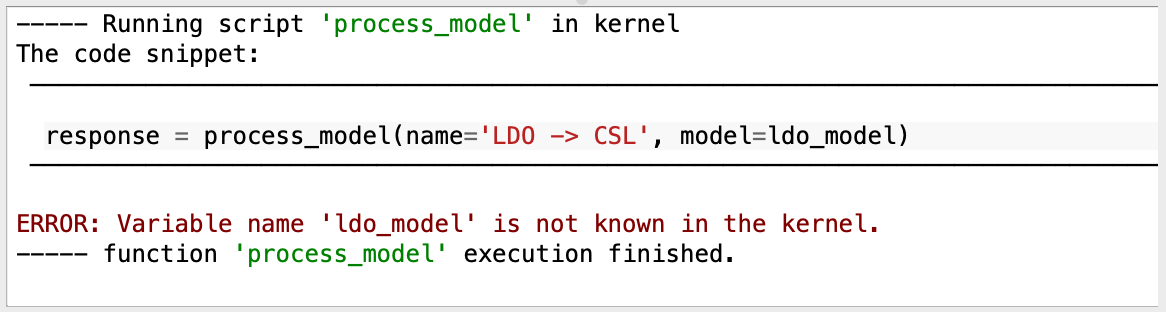 ----- Running script 'process_model' in kernel
The code snippet:
response = process_model(name='LDO -> CSL', model=ldo_model)
ERROR: Variable name 'ldo_model' is not known in the kernel.
----- function 'process_model' execution finished.